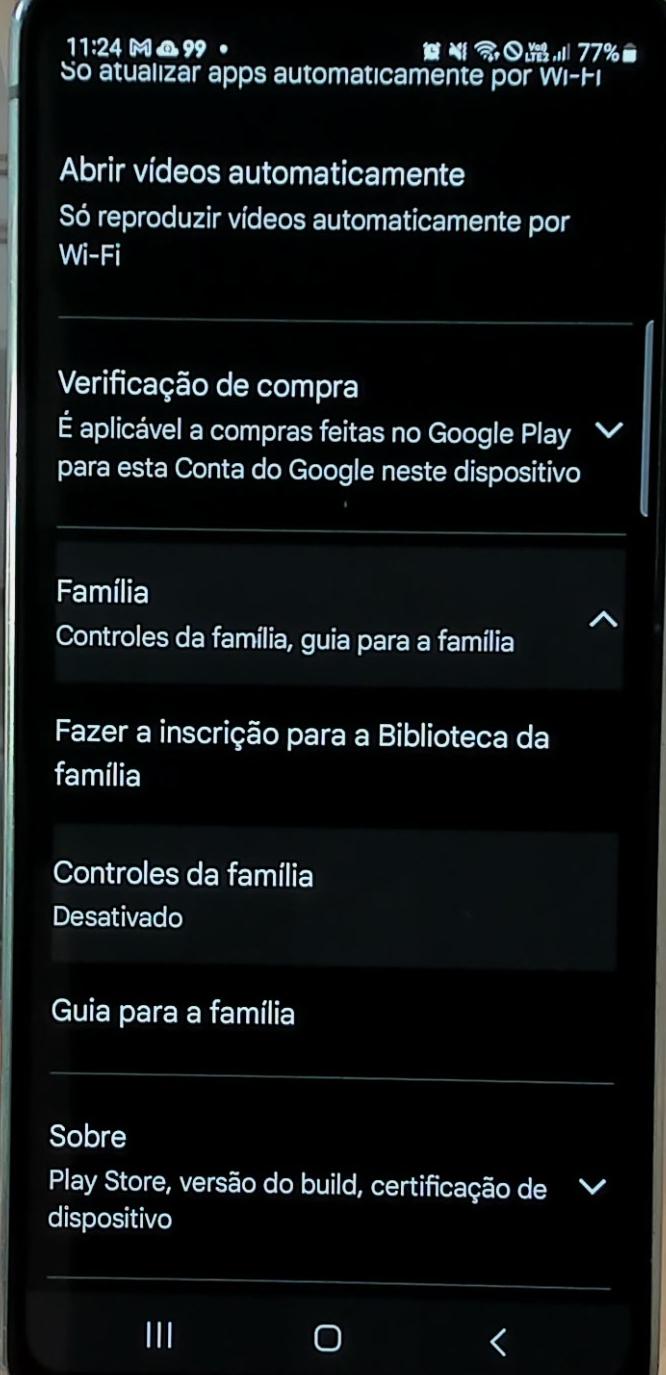 11:24 99 77%
Só atualizar apps automaticamente por Wi-Fi
Abrir vídeos automaticamente
Só reproduzir vídeos automaticamente por
Wi-Fi
Verificação de compra
É aplicável a compras feitas no Google Play
para esta Conta do Google neste dispositivo
Família
Controles da família, guia para a família
Fazer a inscrição para a Biblioteca da
família
Controles da família
Desativado
Guia para a família
Sobre
Play Store, versão do build, certificação de
dispositivo